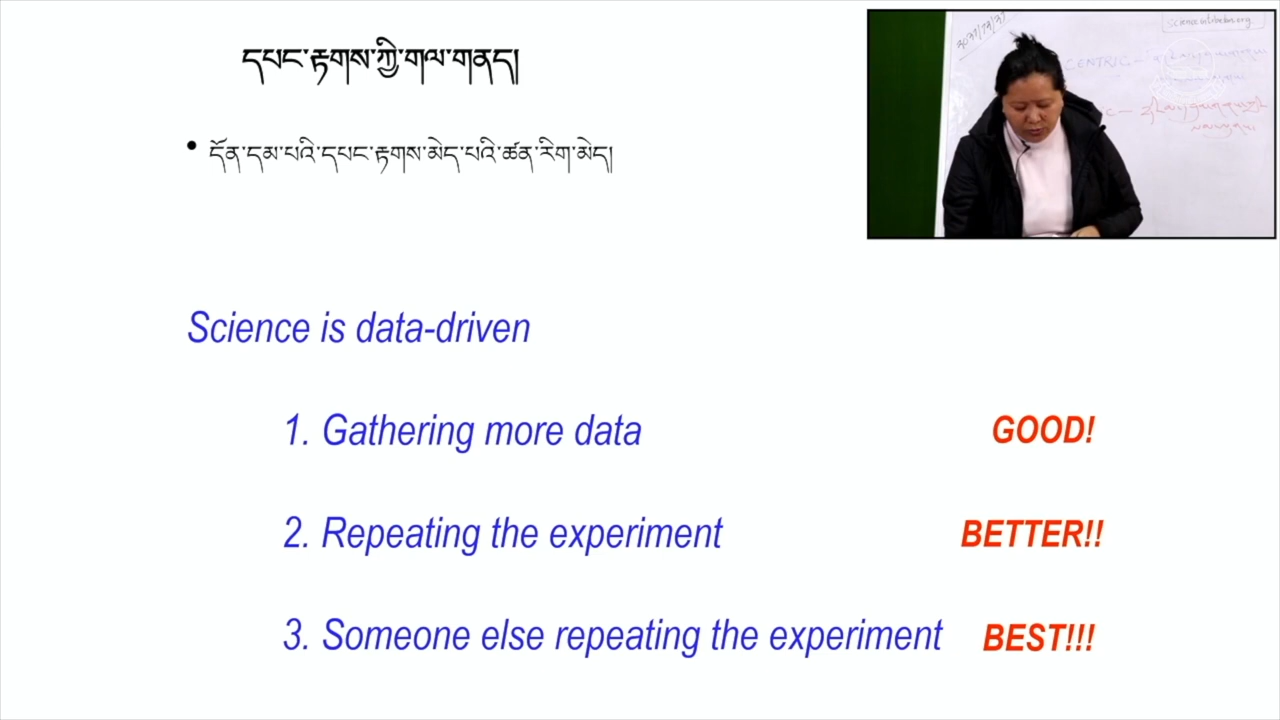 དཔང་རྟགས་ཀྱི་གལ་གནད།
• དོན་དམ་པའི་དཔང་རྟགས་མེད་པའི་ཚན་རིག་མེད།
Science is data-driven
1. Gathering more data GOOD!
2. Repeating the experiment BETTER!!
3. Someone else repeating the experiment BEST!!!
CENTRIC –